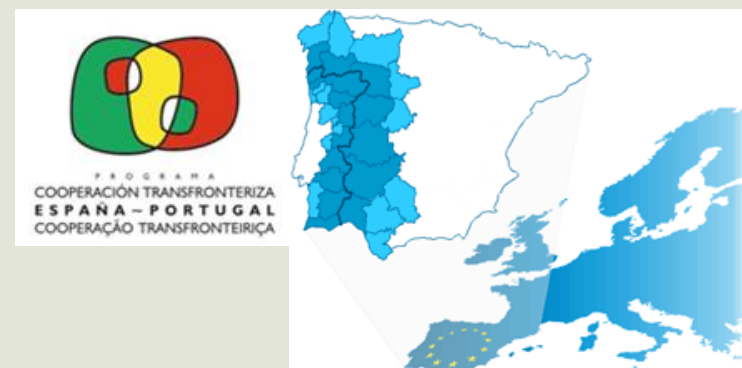 PROGRAMA
COOPERACIÓN TRANSFRONTERIZA
ESPAÑA–PORTUGAL
COOPERAÇÃO TRANSFRONTEIRIÇA